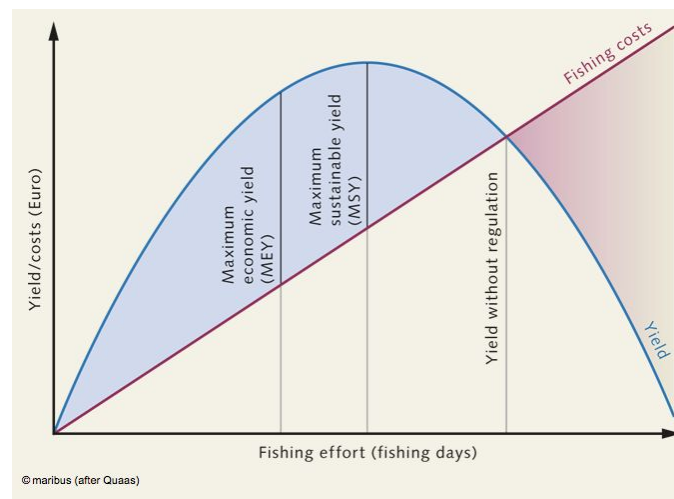 Fishing costs
Yield/costs (Euro)
Maximum
economic yield
(MEY)
Maximum
sustainable yield
(MSY)
Yield without regulation
Yield
Fishing effort (fishing days)
© maribus (after Quaas)